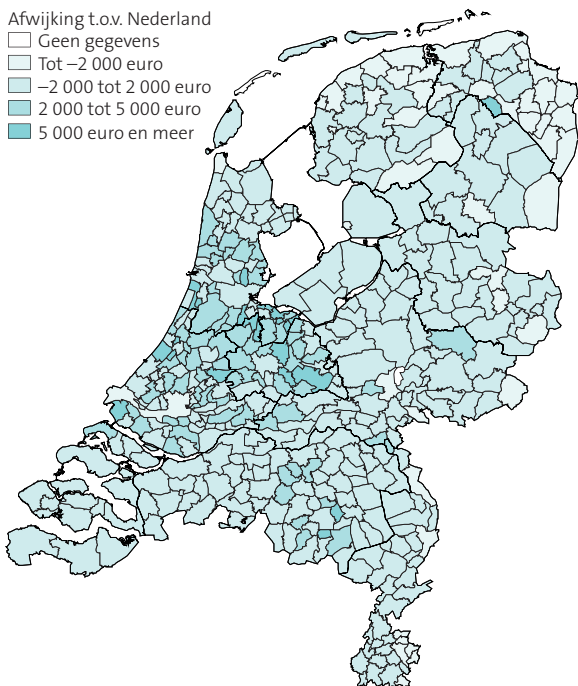 Afwijking t.o.v. Nederland
Geen gegevens
Tot –2 000 euro
–2 000 tot 2 000 euro
2 000 tot 5 000 euro
5 000 euro en meer